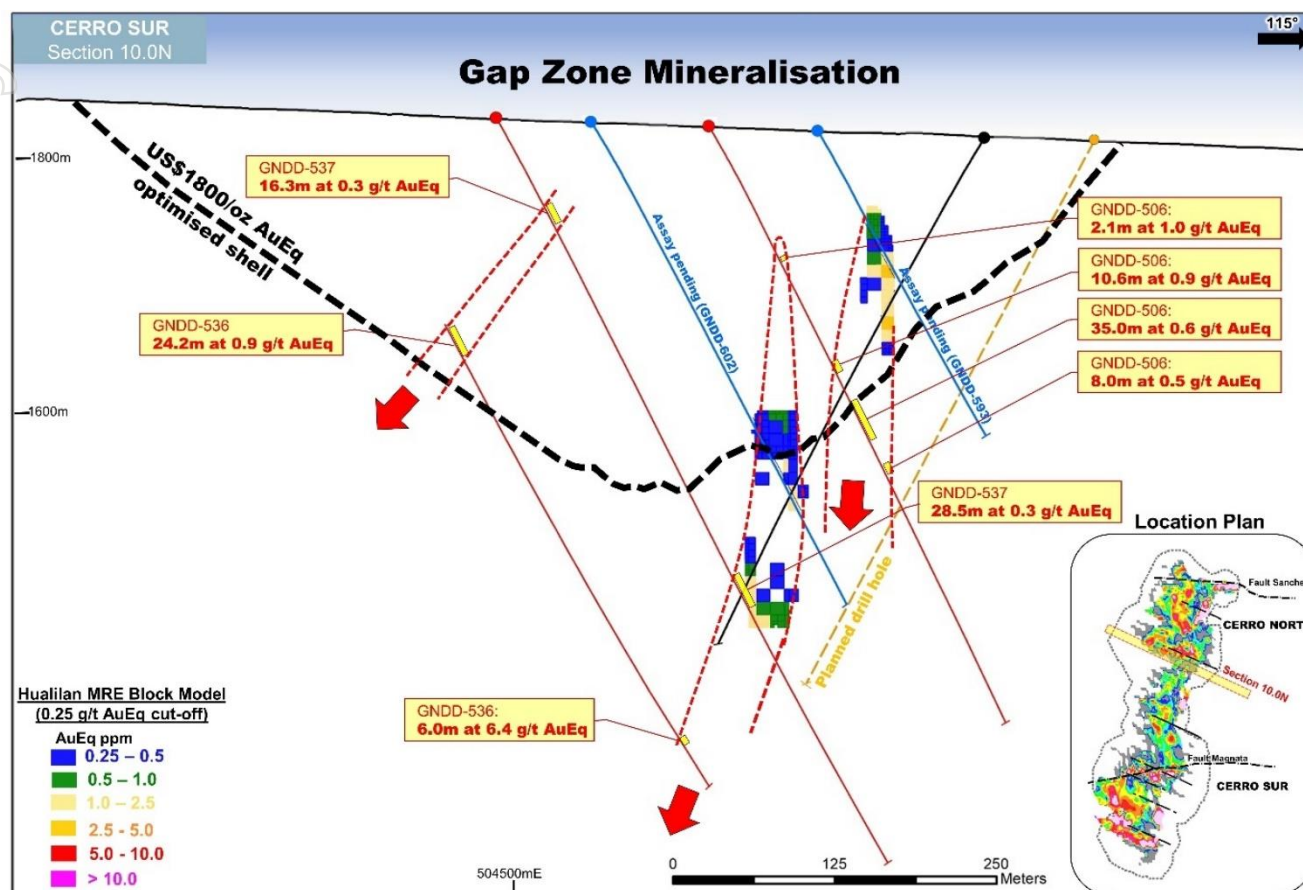 CERRO SUR
Section 10.0N
115°
Gap Zone Mineralisation
1800m
1600m
US$1800/oz AuEq
optimised shell
GNDD-537
16.3m at 0.3 g/t AuEq
GNDD-536
24.2m at 0.9 g/t AuEq
Assay pending (GNDD-602)
Assay pending (GNDD-593)
GNDD-506:
2.1m at 1.0 g/t AuEq
GNDD-506:
10.6m at 0.9 g/t AuEq
GNDD-506:
35.0m at 0.6 g/t AuEq
GNDD-506:
8.0m at 0.5 g/t AuEq
GNDD-537
28.5m at 0.3 g/t AuEq
Planned drill hole
GNDD-536:
6.0m at 6.4 g/t AuEq
Hualilan MRE Block Model
(0.25 g/t AuEq cut-off)
AuEq ppm
0.25 – 0.5
0.5 – 1.0
1.0 – 2.5
2.5 - 5.0
5.0 - 10.0
> 10.0
504500mE
0 125 250
Meters
Location Plan
Fault Sanche
CERRO NORT
Section 10.0N
Fault Magnata
CERRO SUR